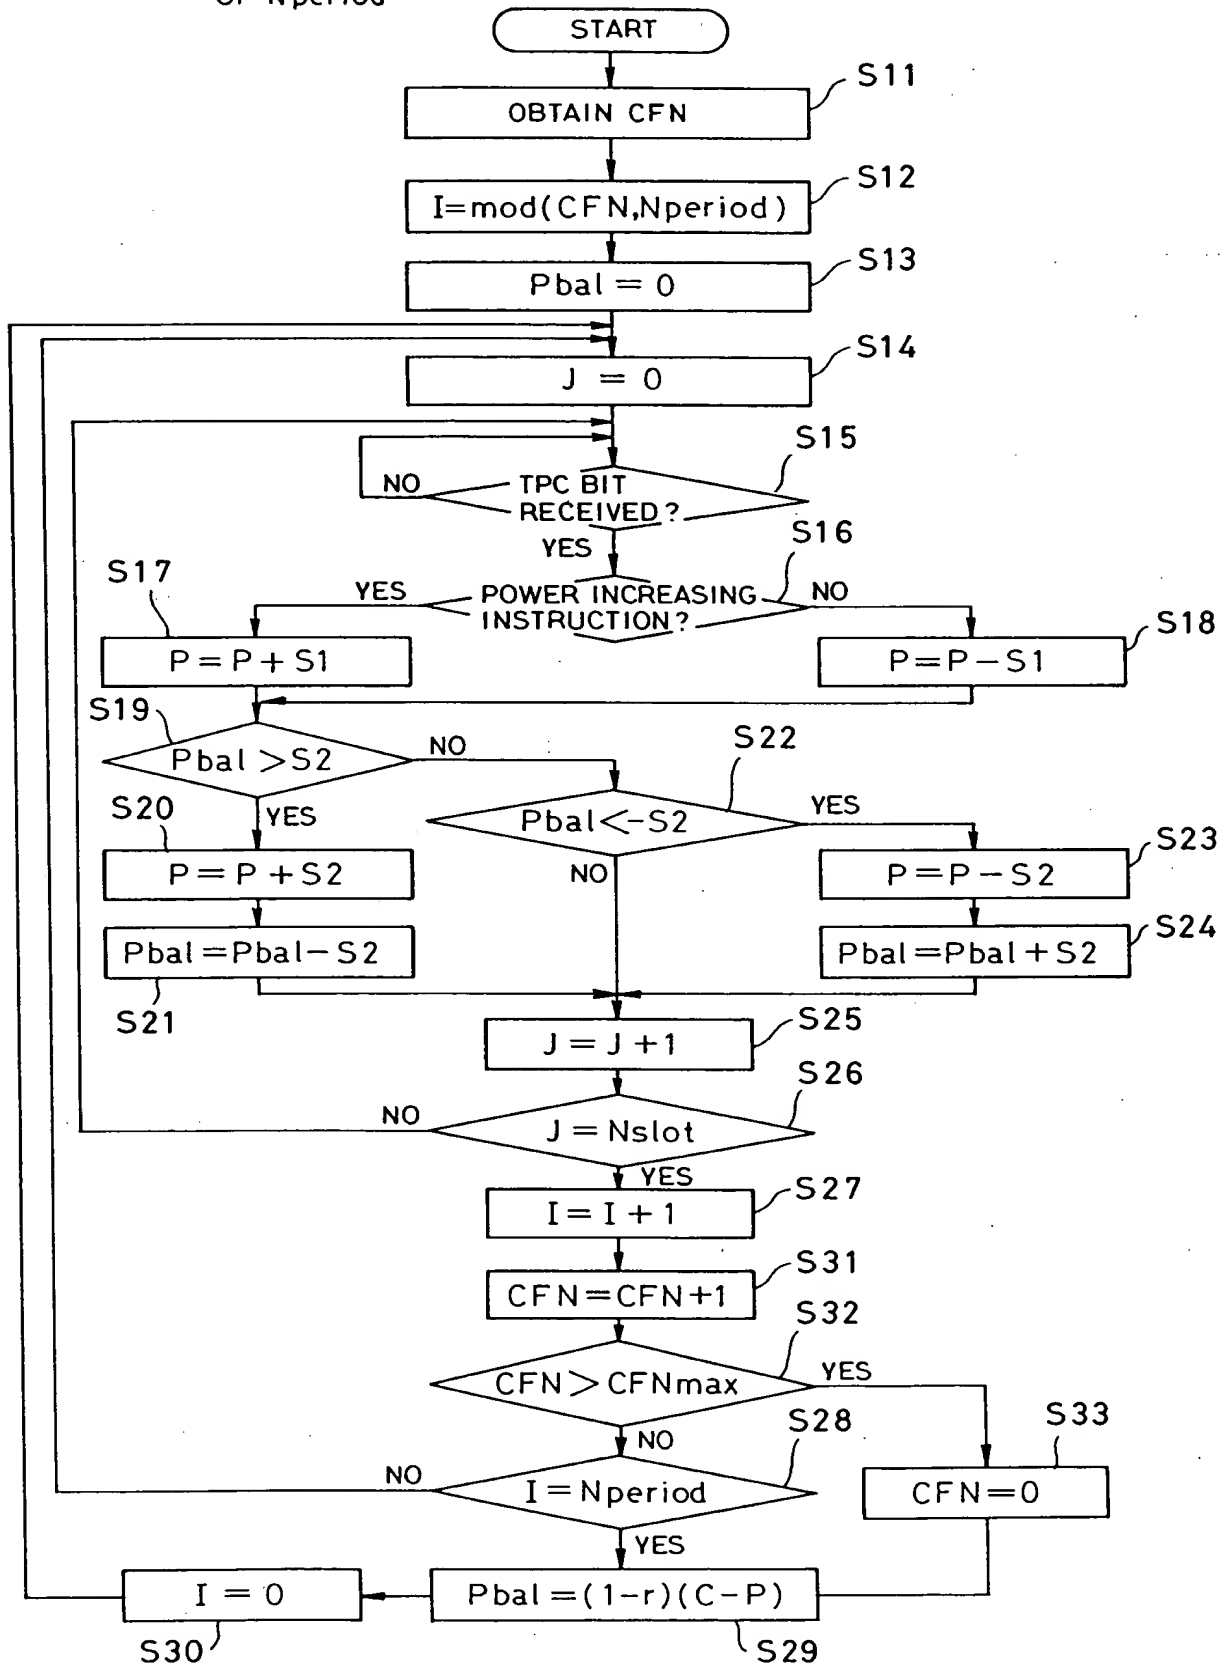 OF Nperiod
START
S11
OBTAIN CFN
S12
I=mod(CFN,Nperiod)
S13
Pbal = 0
S14
J = 0
S15
NO
TPC BIT
RECEIVED?
YES
S16
S17
YES
POWER INCREASING
INSTRUCTION?
NO
S18
P=P+S1
P=P-S1
S19
Pbal>S2
NO
S22
S20
YES
Pbal<-S2
YES
NO
S23
P=P+S2
P=P-S2
S24
Pbal=Pbal-S2
Pbal=Pbal+S2
S21
S25
J=J+1
S26
NO
J=Nslot
YES
S27
I=I+1
S31
CFN=CFN+1
S32
CFN>CFNmax
YES
S28
S33
NO
NO
I=Nperiod
CFN=0
YES
I = 0
Pbal=(1-r)(C-P)
S30
S29